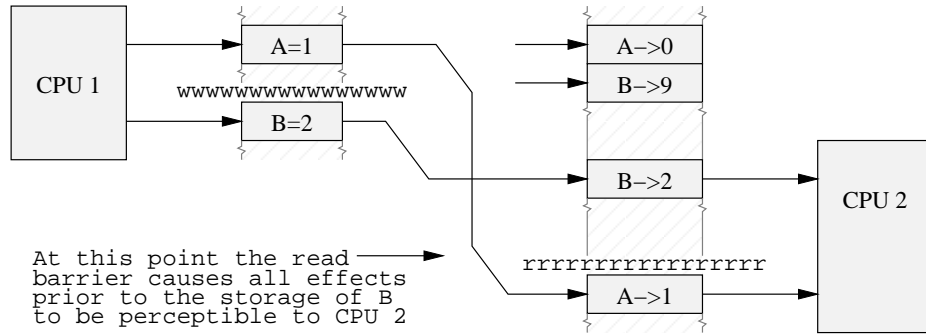 CPU 1
A=1
wwwwwwwwwwwwwwww
B=2
A−>0
B−>9
B−>2
CPU 2
rrrrrrrrrrrrrrrrr
A−>1
At this point the read
barrier causes all effects
prior to the storage of B
to be perceptible to CPU 2